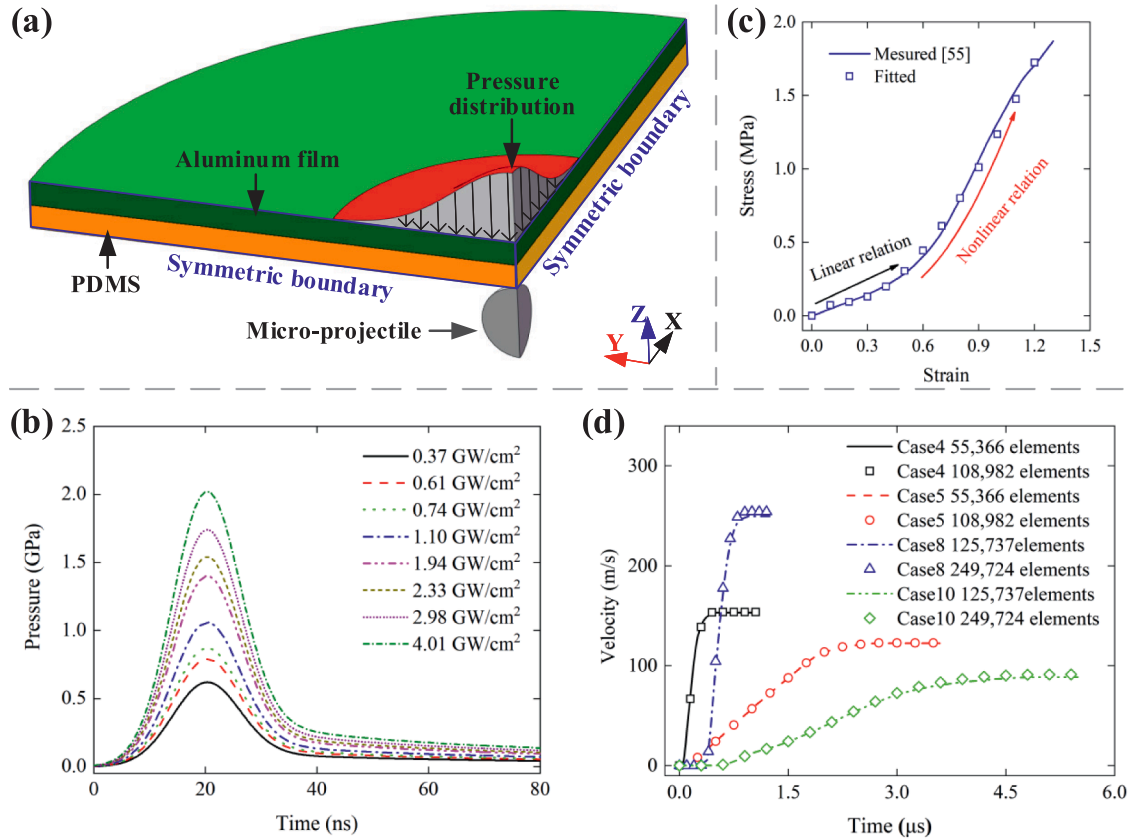 (a)
Pressure
distribution
Aluminum film
Symmetric boundary
PDMS
Symmetric boundary
Micro-projectile
Z
X
Y
(c)
2.0
1.5
1.0
0.5
0.0
Stress (MPa)
Mesured [55]
Fitted
Linear relation
Nonlinear relation
0.0 0.3 0.6 0.9 1.2 1.5
Strain
(b)
2.5
2.0
1.5
1.0
0.5
0.0
Pressure (GPa)
0.37 GW/cm²
0.61 GW/cm²
0.74 GW/cm²
1.10 GW/cm²
1.94 GW/cm²
2.33 GW/cm²
2.98 GW/cm²
4.01 GW/cm²
0 20 40 60 80
Time (ns)
(d)
300
200
100
0
Velocity (m/s)
Case4 55,366 elements
Case4 108,982 elements
Case5 55,366 elements
Case5 108,982 elements
Case8 125,737elements
Case8 249,724 elements
Case10 125,737elements
Case10 249,724 elements
0.0 1.5 3.0 4.5 6.0
Time (μs)